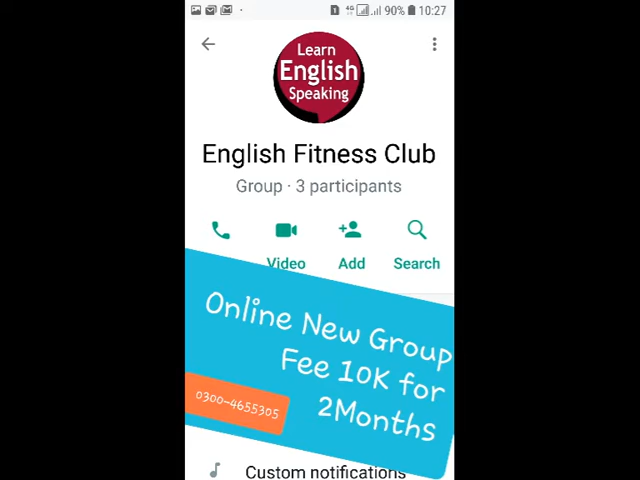 90% 10:27
Learn
English
Speaking
English Fitness Club
Group · 3 participants
Video Add Search
Online New Group
Fee 10K for
2Months
0300-4655305
Custom notifications